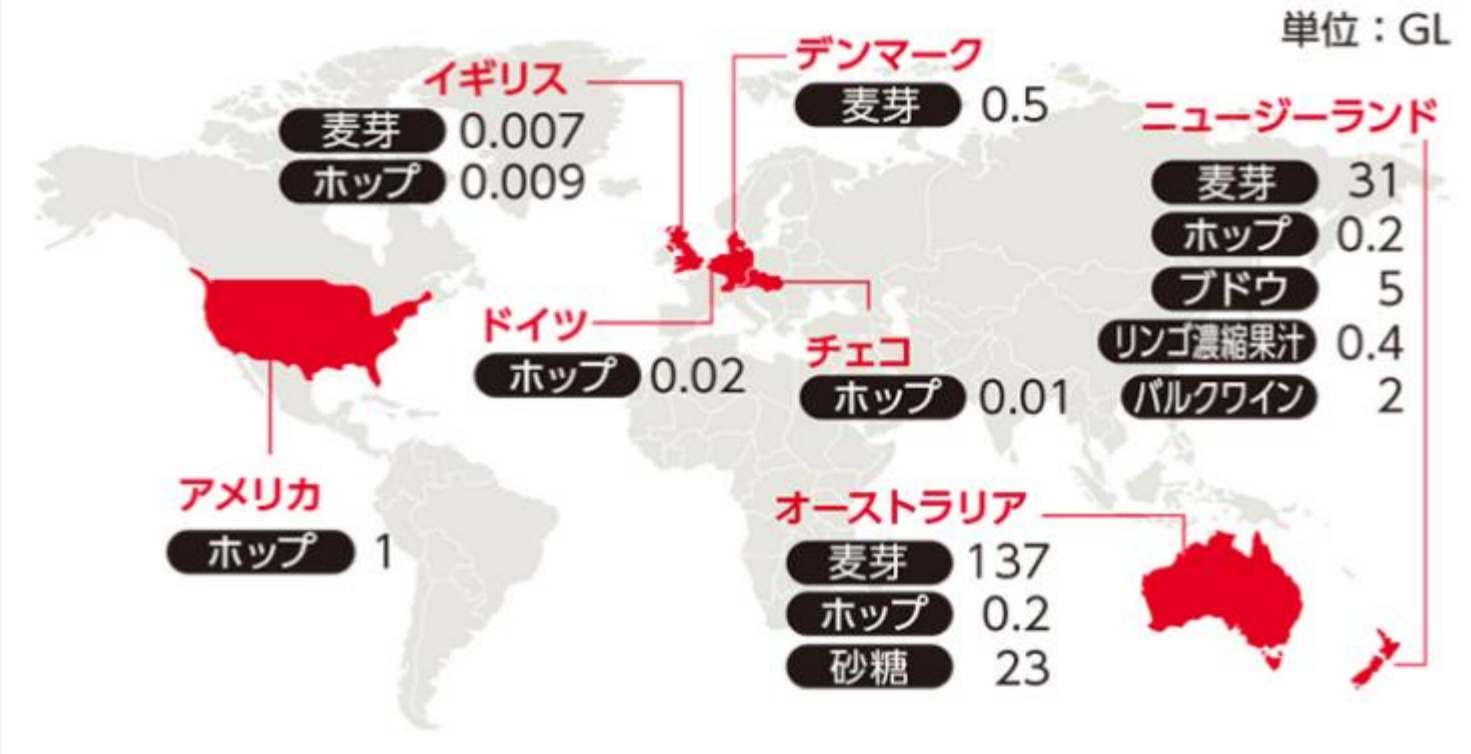 単位：GL
イギリス
麦芽 0.007
ホップ 0.009
デンマーク
麦芽 0.5
ニュージーランド
麦芽 31
ホップ 0.2
ブドウ 5
リンゴ濃縮果汁 0.4
バルクワイン 2
ドイツ
ホップ 0.02
チェコ
ホップ 0.01
アメリカ
ホップ 1
オーストラリア
麦芽 137
ホップ 0.2
砂糖 23